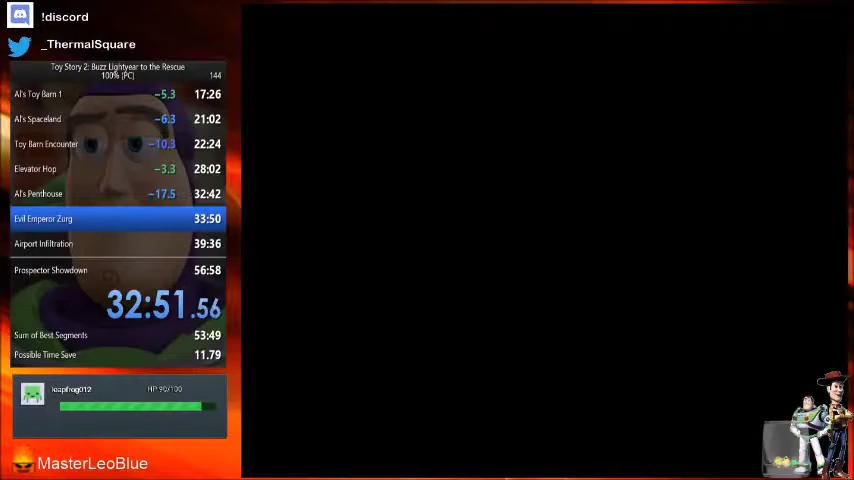 !discord
_ThermalSquare
Toy Story 2: Buzz Lightyear to the Rescue
100% (PC) 144
Al's Toy Barn 1 −5.3 17:26
Al's Spaceland −6.3 21:02
Toy Barn Encounter −10.3 22:24
Elevator Hop −3.3 28:02
Al's Penthouse −17.5 32:42
Evil Emperor Zurg 33:50
Airport Infiltration 39:36
Prospector Showdown 56:58
32:51.56
Sum of Best Segments 53:49
Possible Time Save 11.79
leapfrog012 HP 90/100
MasterLeoBlue